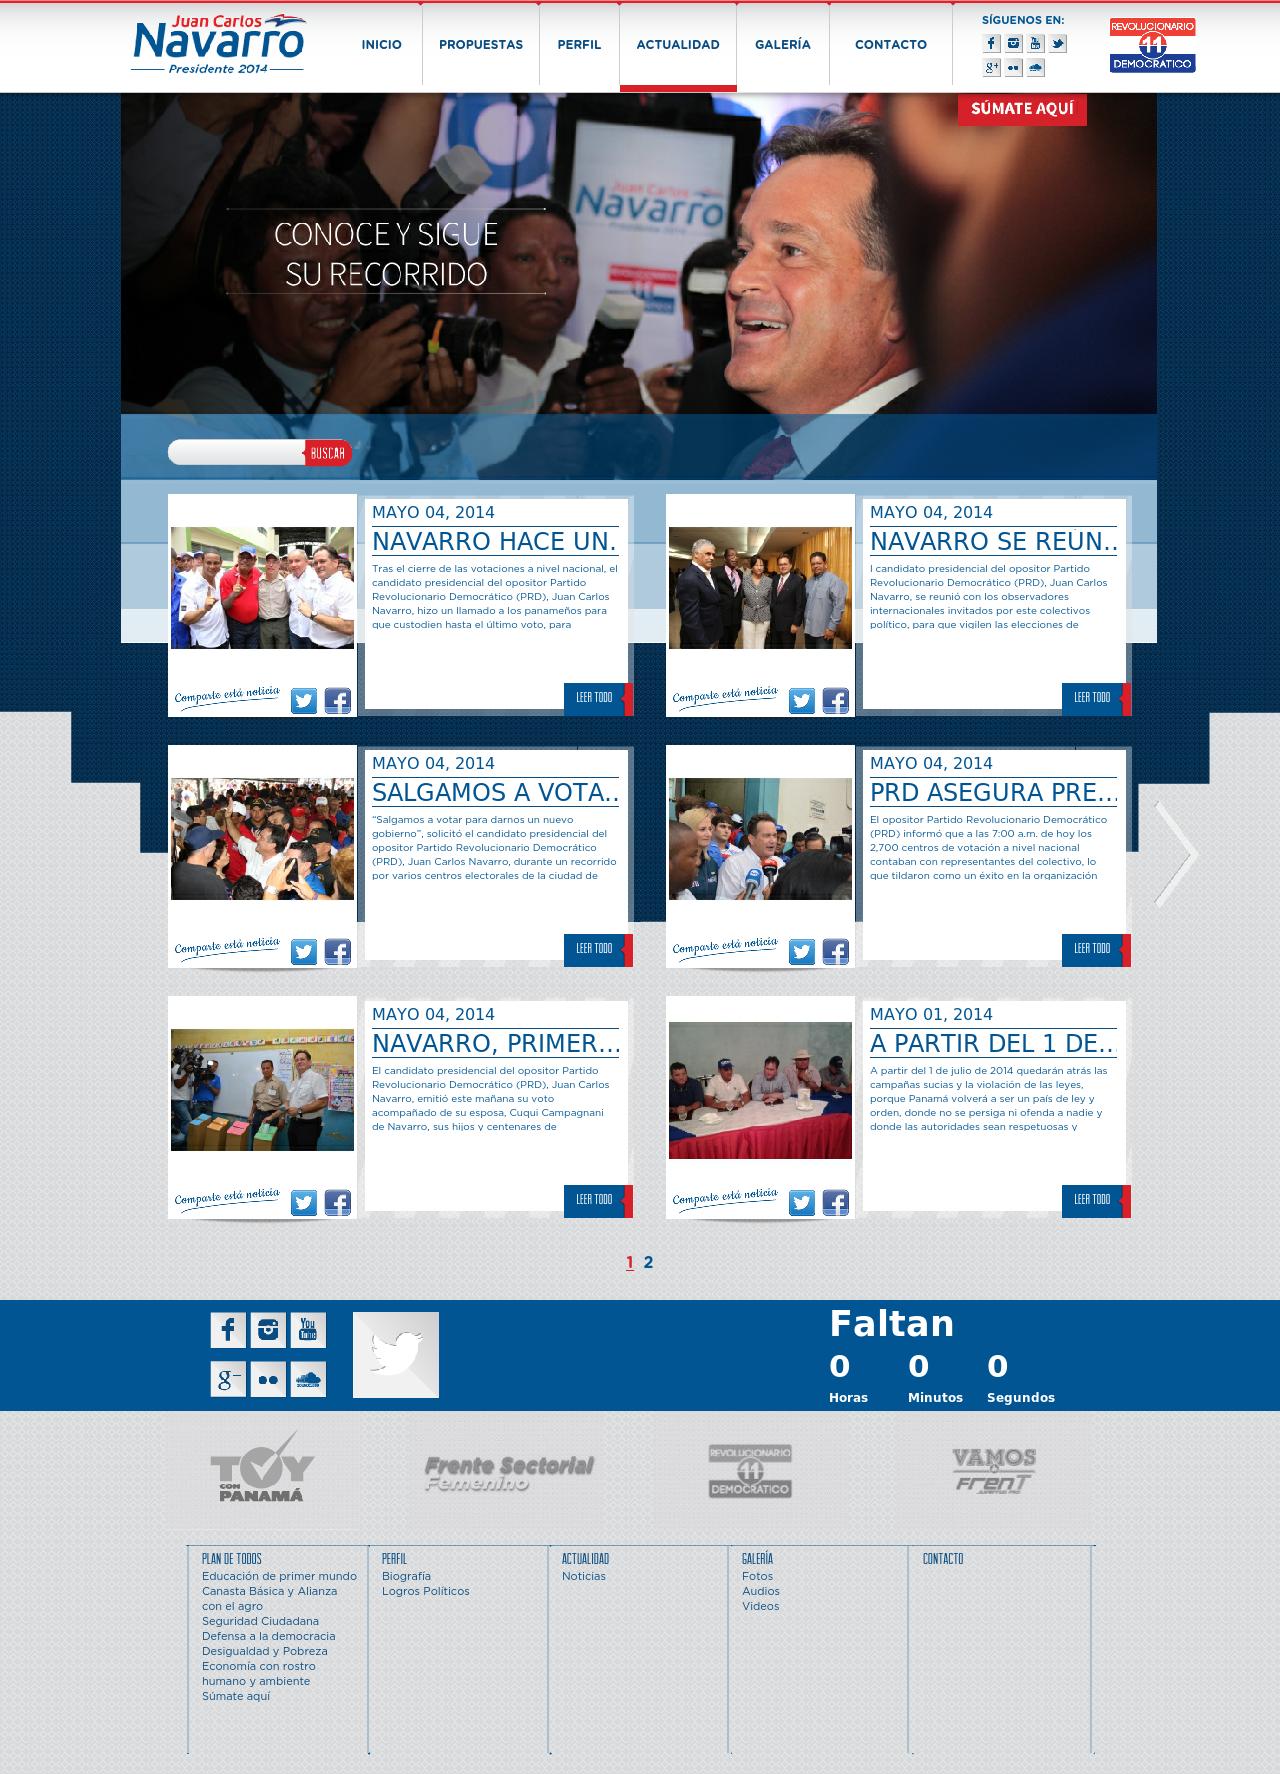 Juan Carlos
Navarro
Presidente 2014
INICIO
PROPUESTAS
PERFIL
ACTUALIDAD
GALERÍA
CONTACTO
SÍGUENOS EN:
REVOLUCIONARIO
11
DEMOCRÁTICO
SÚMATE AQUÍ
Juan Carlos
Navarro
Presidente 2014
CONOCE Y SIGUE
SU RECORRIDO
BUSCAR
MAYO 04, 2014
NAVARRO HACE UN.
Tras el cierre de las votaciones a nivel nacional, el
candidato presidencial del opositor Partido
Revolucionario Democrático (PRD), Juan Carlos
Navarro, hizo un llamado a los panameños para
que custodien hasta el último voto, para
Comparte está noticia
LEER TODO
MAYO 04, 2014
NAVARRO SE REÚN..
l candidato presidencial del opositor Partido
Revolucionario Democrático (PRD), Juan Carlos
Navarro, se reunió con los observadores
internacionales invitados por este colectivos
político, para que vigilen las elecciones de
Comparte está noticia
LEER TODO
MAYO 04, 2014
SALGAMOS A VOTA..
“Salgamos a votar para darnos un nuevo
gobierno”, solicitó el candidato presidencial del
opositor Partido Revolucionario Democrático
(PRD), Juan Carlos Navarro, durante un recorrido
por varios centros electorales de la ciudad de
Comparte está noticia
LEER TODO
MAYO 04, 2014
PRD ASEGURA PRE...
El opositor Partido Revolucionario Democrático
(PRD) informó que a las 7:00 a.m. de hoy los
2,700 centros de votación a nivel nacional
contaban con representantes del colectivo, lo
que tildaron como un éxito en la organización
Comparte está noticia
LEER TODO
MAYO 04, 2014
NAVARRO, PRIMER...
El candidato presidencial del opositor Partido
Revolucionario Democrático (PRD), Juan Carlos
Navarro, emitió este mañana su voto
acompañado de su esposa, Cuqui Campagnani
de Navarro, sus hijos y centenares de
Comparte está noticia
LEER TODO
MAYO 01, 2014
A PARTIR DEL 1 DE..
A partir del 1 de julio de 2014 quedarán atrás las
campañas sucias y la violación de las leyes,
porque Panamá volverá a ser un país de ley y
orden, donde no se persiga ni ofenda a nadie y
donde las autoridades sean respetuosas y
Comparte está noticia
LEER TODO
1 2
You
Tube
Faltan
0 0 0
Horas Minutos Segundos
TOY
CON
PANAMÁ
Frente Sectorial
Femenino
REVOLUCIONARIO
11
DEMOCRÁTICO
VAMOS
FrenT
PLAN DE TODOS
Educación de primer mundo
Canasta Básica y Alianza
con el agro
Seguridad Ciudadana
Defensa a la democracia
Desigualdad y Pobreza
Economía con rostro
humano y ambiente
Súmate aquí
PERFIL
Biografía
Logros Políticos
ACTUALIDAD
Noticias
GALERÍA
Fotos
Audios
Videos
CONTACTO